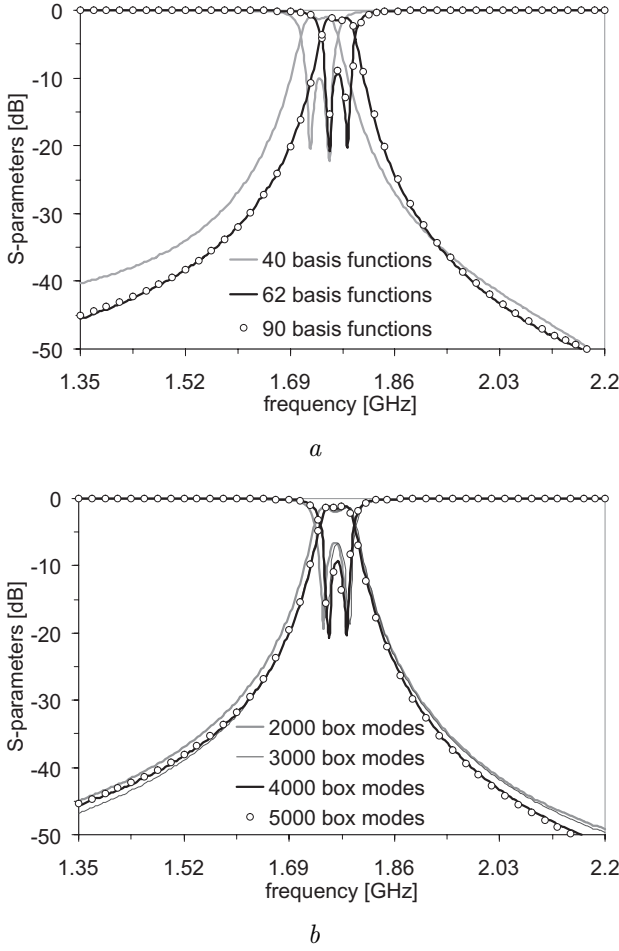 0
-10
-20
-30
-40
-50
S-parameters [dB]
40 basis functions
62 basis functions
90 basis functions
1.35 1.52 1.69 1.86 2.03 2.2
frequency [GHz]
a
0
-10
-20
-30
-40
-50
S-parameters [dB]
2000 box modes
3000 box modes
4000 box modes
5000 box modes
1.35 1.52 1.69 1.86 2.03 2.2
frequency [GHz]
b